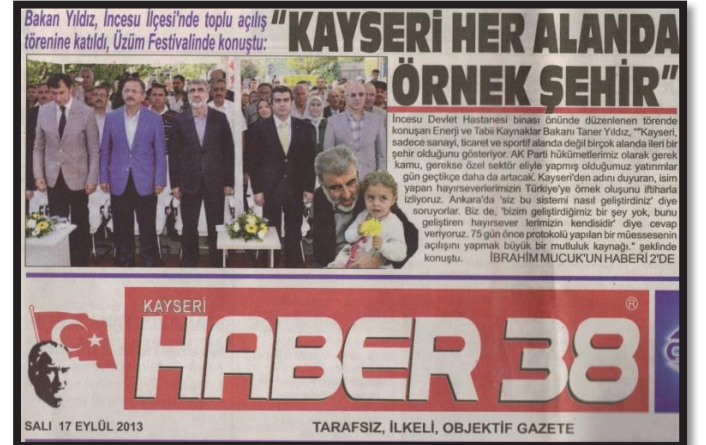 Bakan Yıldız, İncesu İlçesi'nde toplu açılış
törenine katıldı, Üzüm Festivalinde konuştu:
"KAYSERİ HER ALANDA
ÖRNEK ŞEHİR"
İncesu Devlet Hastanesi binası önünde düzenlenen törende
konuşan Enerji ve Tabii Kaynaklar Bakanı Taner Yıldız, ""Kayseri,
sadece sanayi, ticaret ve sportif alanda değil birçok alanda ileri bir
şehir olduğunu gösteriyor. AK Parti hükümetlerimiz olarak gerek
kamu, gerekse özel sektör eliyle yapmış olduğumuz yatırımlar
gün geçtikçe daha da artacak. Kayseri'den adını duyuran, isim
yapan hayırseverlerimizin Türkiye'ye örnek oluşunu iftiharla
izliyoruz. Ankara'da 'siz bu sistemi nasıl geliştirdiniz' diye
soruyorlar. Biz de, 'bizim geliştirdiğimiz bir şey yok, bunu
geliştiren hayırsever lerimizin kendisidir' diye cevap
veriyoruz. 75 gün önce protokolü yapılan bir müessesenin
açılışını yapmak büyük bir mutluluk kaynağı." şeklinde
konuştu. İBRAHİM MUCUK'UN HABERİ 2'DE
KAYSERİ
HABER 38 ®
SALI 17 EYLÜL 2013
TARAFSIZ, İLKELİ, OBJEKTİF GAZETE